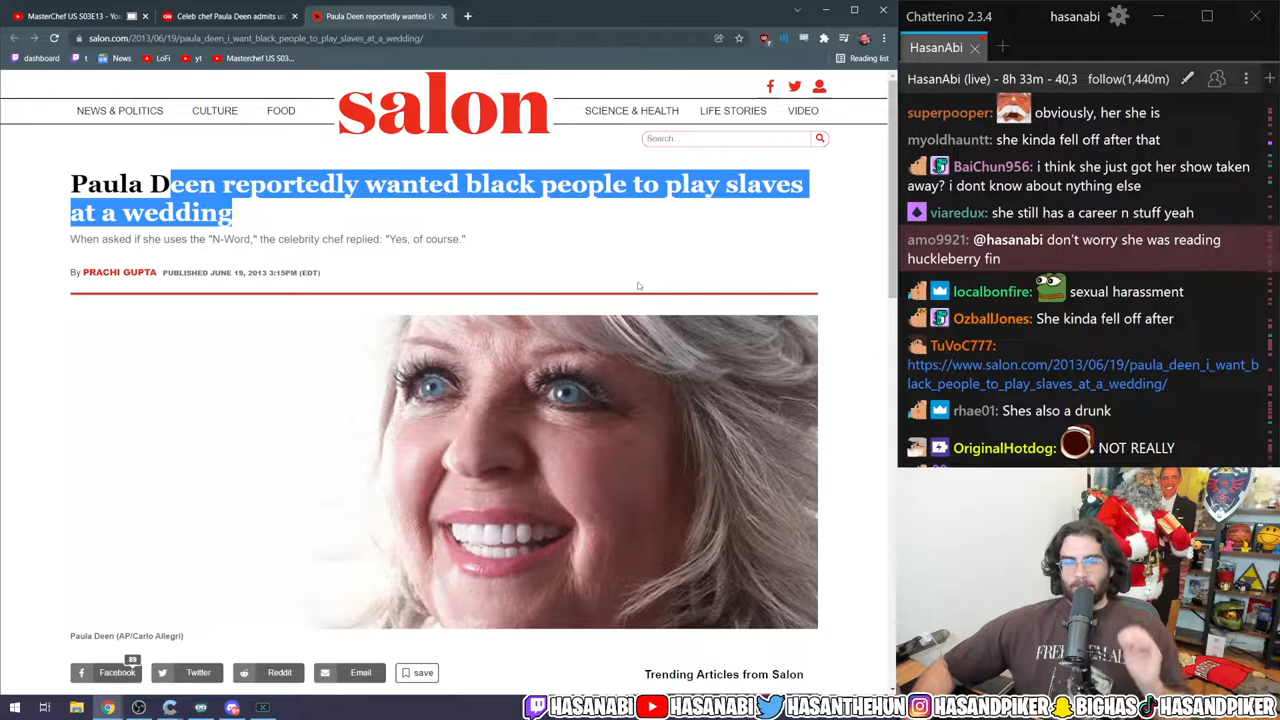 MasterChef US S03E13 - You
Celeb chef Paula Deen admits us
Paula Deen reportedly wanted bl
salon.com/2013/06/19/paula_deen_i_want_black_people_to_play_slaves_at_a_wedding/
dashboard
t
News
LoFi
yt
Masterchef US S03...
Reading list
NEWS & POLITICS
CULTURE
FOOD
salon
SCIENCE & HEALTH
LIFE STORIES
VIDEO
Search...
Paula Deen reportedly wanted black people to play slaves
at a wedding
When asked if she uses the "N-Word," the celebrity chef replied: "Yes, of course."
By PRACHI GUPTA PUBLISHED JUNE 19, 2013 3:15PM (EDT)
Paula Deen (AP/Carlo Allegri)
89
Facebook
Twitter
Reddit
Email
save
Trending Articles from Salon
Chatterino 2.3.4
hasanabi
HasanAbi
HasanAbi (live) - 8h 33m - 40,3
follow(1,440m)
superpooper: obviously, her she is
myoldhauntt: she kinda fell off after that
BaiChun956: i think she just got her show taken
away? i dont know about nything else
viaredux: she still has a career n stuff yeah
amo9921: @hasanabi don't worry she was reading
huckleberry fin
localbonfire: sexual harassment
OzballJones: She kinda fell off after
TuVoC777:
https://www.salon.com/2013/06/19/paula_deen_i_want_b
lack_people_to_play_slaves_at_a_wedding/
rhae01: Shes also a drunk
OriginalHotdog: NOT REALLY
HASANABI
HASANABI
HASANTHEHUN
HASANDPIKER
BIGHAS
HASANDPIKER